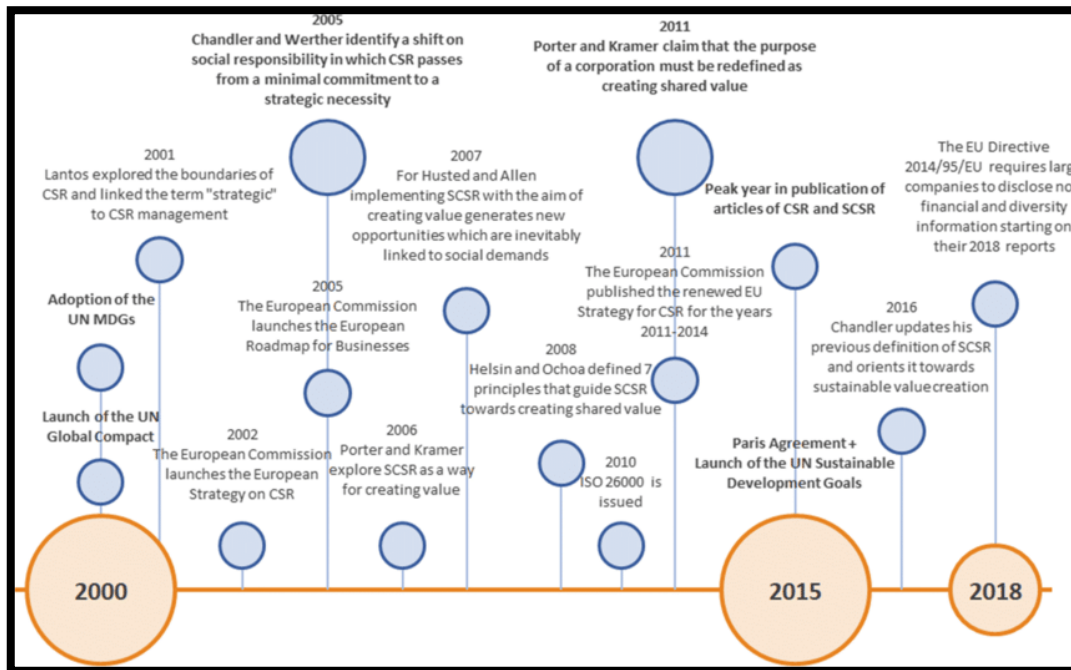 2005
Chandler and Werther identify a shift on
social responsibility in which CSR passes
from a minimal commitment to a
strategic necessity
2011
Porter and Kramer claim that the purpose
of a corporation must be redefined as
creating shared value
2001
Lantos explored the boundaries of
CSR and linked the term "strategic"
to CSR management
2007
For Husted and Allen
implementing SCSR with the aim of
creating value generates new
opportunities which are inevitably
linked to social demands
Peak year in publication of
articles of CSR and SCSR
The EU Directive
2014/95/EU requires larg
companies to disclose no
financial and diversity
information starting on
their 2018 reports
Adoption of the
UN MDGs
2005
The European Commission
launches the European
Roadmap for Businesses
2011
The European Commission
published the renewed EU
Strategy for CSR for the years
2011-2014
2016
Chandler updates his
previous definition of SCSR
and orients it towards
sustainable value creation
2008
Helsin and Ochoa defined 7
principles that guide SCSR
towards creating shared value
Launch of the UN
Global Compact
2002
The European Commission
launches the European
Strategy on CSR
2006
Porter and Kramer
explore SCSR as a way
for creating value
2010
ISO 26000 is
issued
Paris Agreement +
Launch of the UN Sustainable
Development Goals
2000
2015
2018